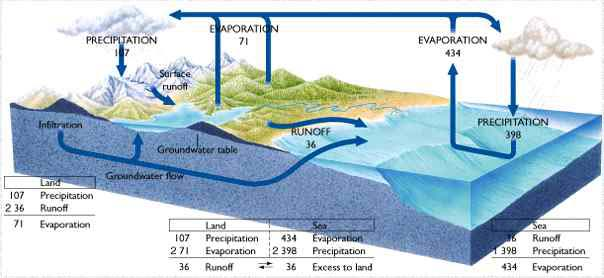 PRECIPITATION
107
EVAPORATION
71
EVAPORATION
434
Surface
runoff
PRECIPITATION
398
Infiltration
RUNOFF
36
Groundwater table
Groundwater flow
Land
107 Precipitation
2 36 Runoff
71 Evaporation
Land Sea
107 Precipitation 434 Evaporation
2 71 Evaporation 2 398 Precipitation
36 Runoff ⇌ 36 Excess to land
Sea
36 Runoff
1 398 Precipitation
434 Evaporation